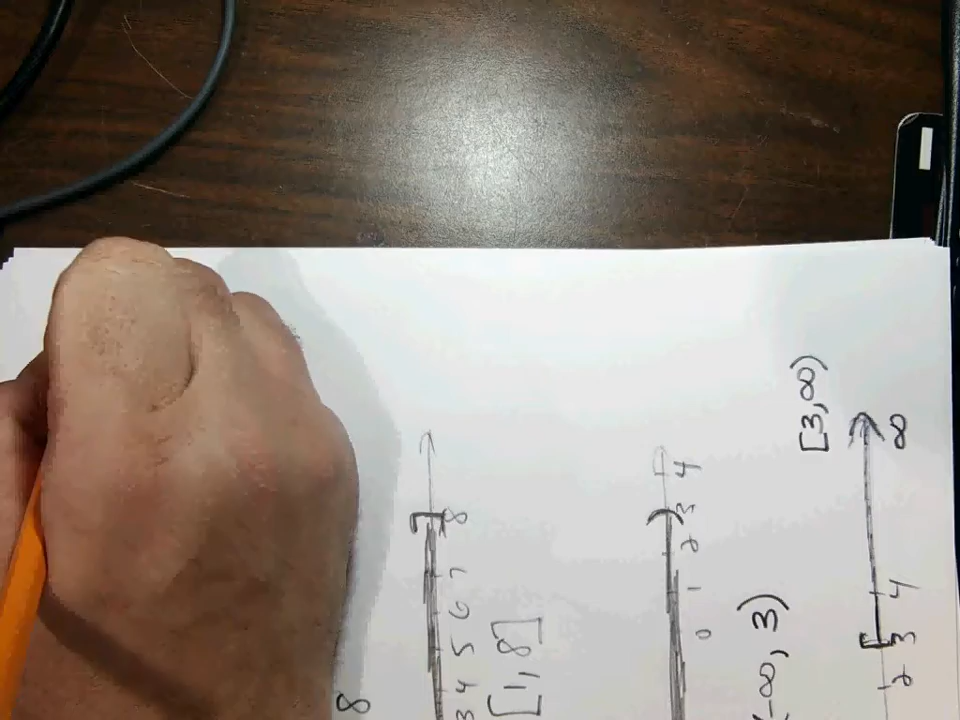 8
3 4 5 6 7 8
[1, 8]
0 1 2 3 4
(-∞, 3)
[3, ∞)
2 3 4 ∞